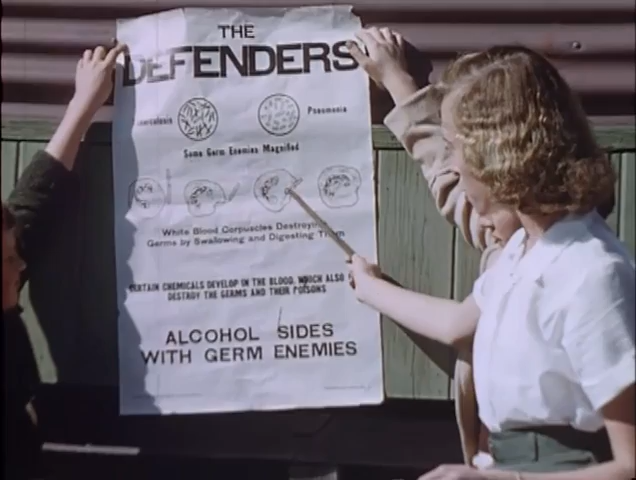 THE
DEFENDERS
Pneumonia
Some Germ Enemies Magnified
White Blood Corpuscles Destroying
Germs by Swallowing and Digesting Them
CERTAIN CHEMICALS DEVELOP IN THE BLOOD, WHICH ALSO
DESTROY THE GERMS AND THEIR POISONS
ALCOHOL SIDES
WITH GERM ENEMIES